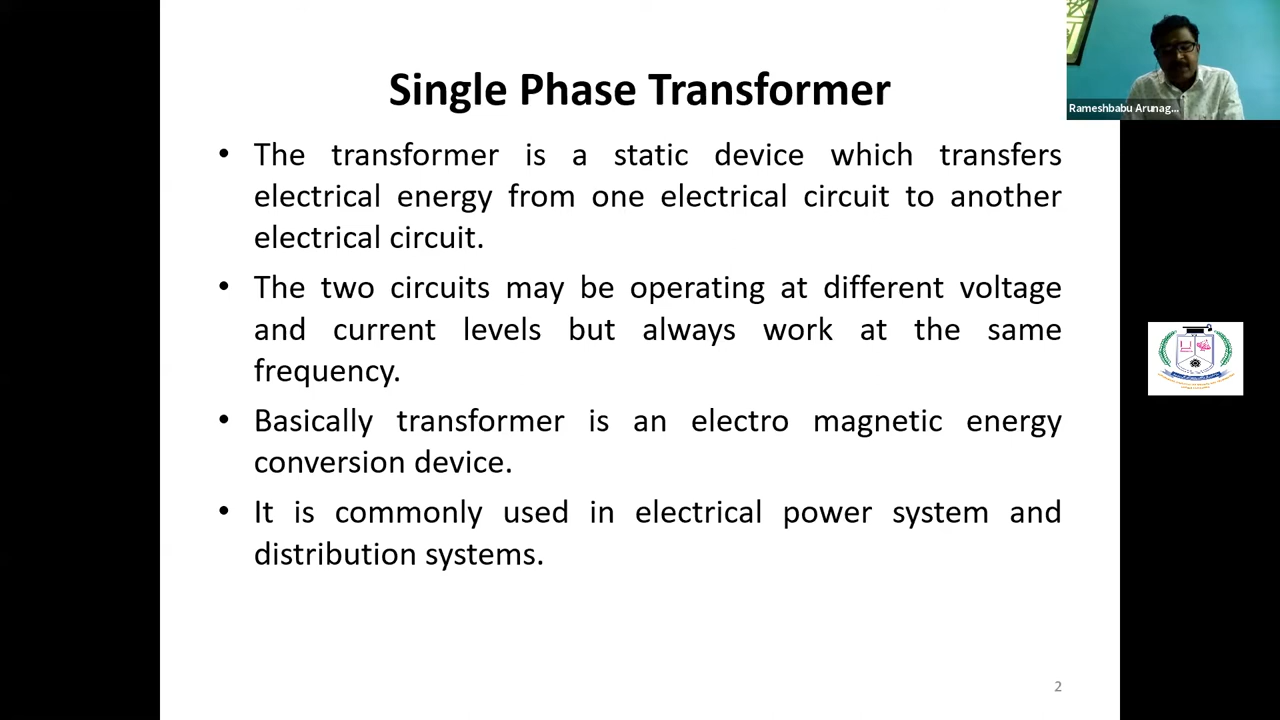 Single Phase Transformer
Rameshbabu Arunag...
• The transformer is a static device which transfers
electrical energy from one electrical circuit to another
electrical circuit.
• The two circuits may be operating at different voltage
and current levels but always work at the same
frequency.
• Basically transformer is an electro magnetic energy
conversion device.
• It is commonly used in electrical power system and
distribution systems.
2